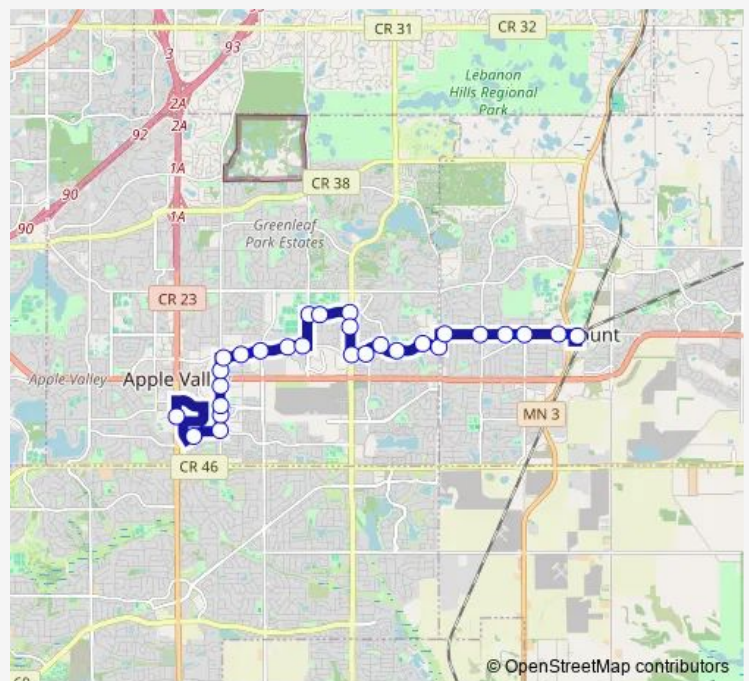 CR 31
CR 32
3
93
Lebanon
Hills Regional
Park
2A
2A
92
1A
CR 38
90
1A
90
Greenleaf
Park Estates
CR 23
unt
Apple Valley
Apple Vall
MN 3
CR 46
© OpenStreetMap contributors